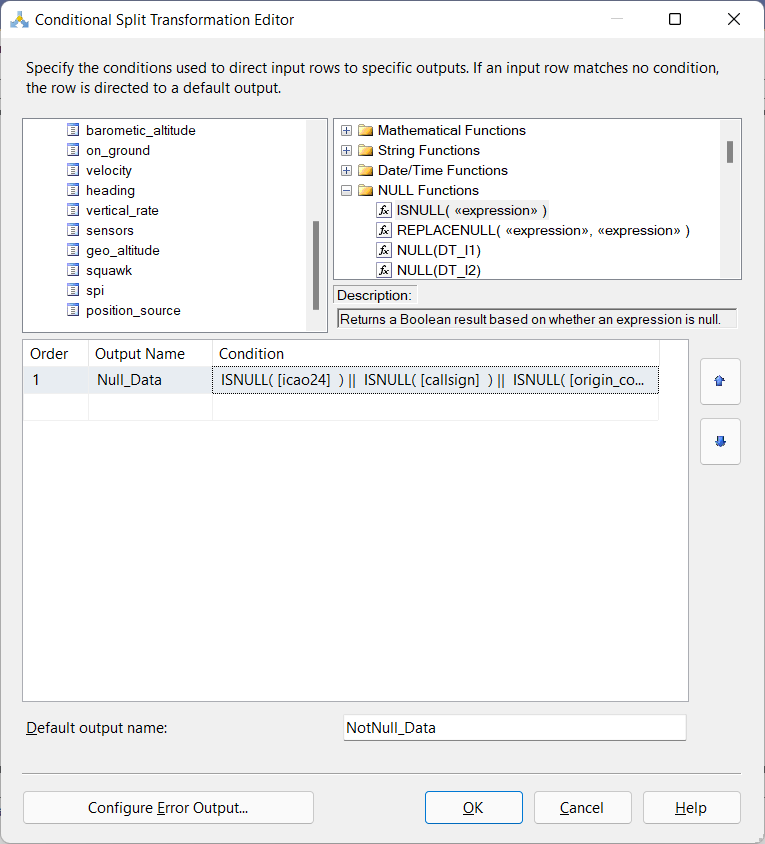 Conditional Split Transformation Editor
Specify the conditions used to direct input rows to specific outputs. If an input row matches no condition,
the row is directed to a default output.
barometic_altitude
on_ground
velocity
heading
vertical_rate
sensors
geo_altitude
squawk
spi
position_source
Mathematical Functions
String Functions
Date/Time Functions
NULL Functions
fx ISNULL( «expression» )
fx REPLACENULL( «expression», «expression» )
fx NULL(DT_I1)
fx NULL(DT_I2)
Description:
Returns a Boolean result based on whether an expression is null.
Order Output Name Condition
1 Null_Data ISNULL( [icao24] ) || ISNULL( [callsign] ) || ISNULL( [origin_co...
Default output name: NotNull_Data
Configure Error Output... OK Cancel Help